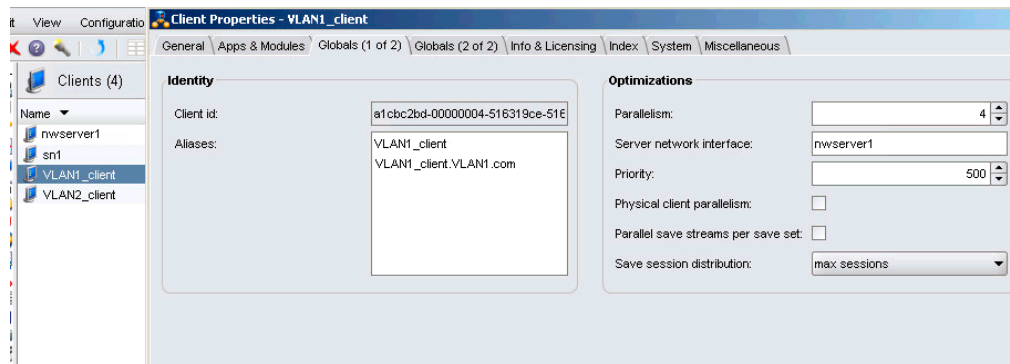 it View Configuratio
Clients (4)
Name
nwserver1
sn1
VLAN1_client
VLAN2_client
Client Properties - VLAN1_client
General Apps & Modules Globals (1 of 2) Globals (2 of 2) Info & Licensing Index System Miscellaneous
Identity
Client id: a1cbc2bd-00000004-516319ce-516
Aliases: VLAN1_client
VLAN1_client.VLAN1.com
Optimizations
Parallelism: 4
Server network interface: nwserver1
Priority: 500
Physical client parallelism:
Parallel save streams per save set:
Save session distribution: max sessions